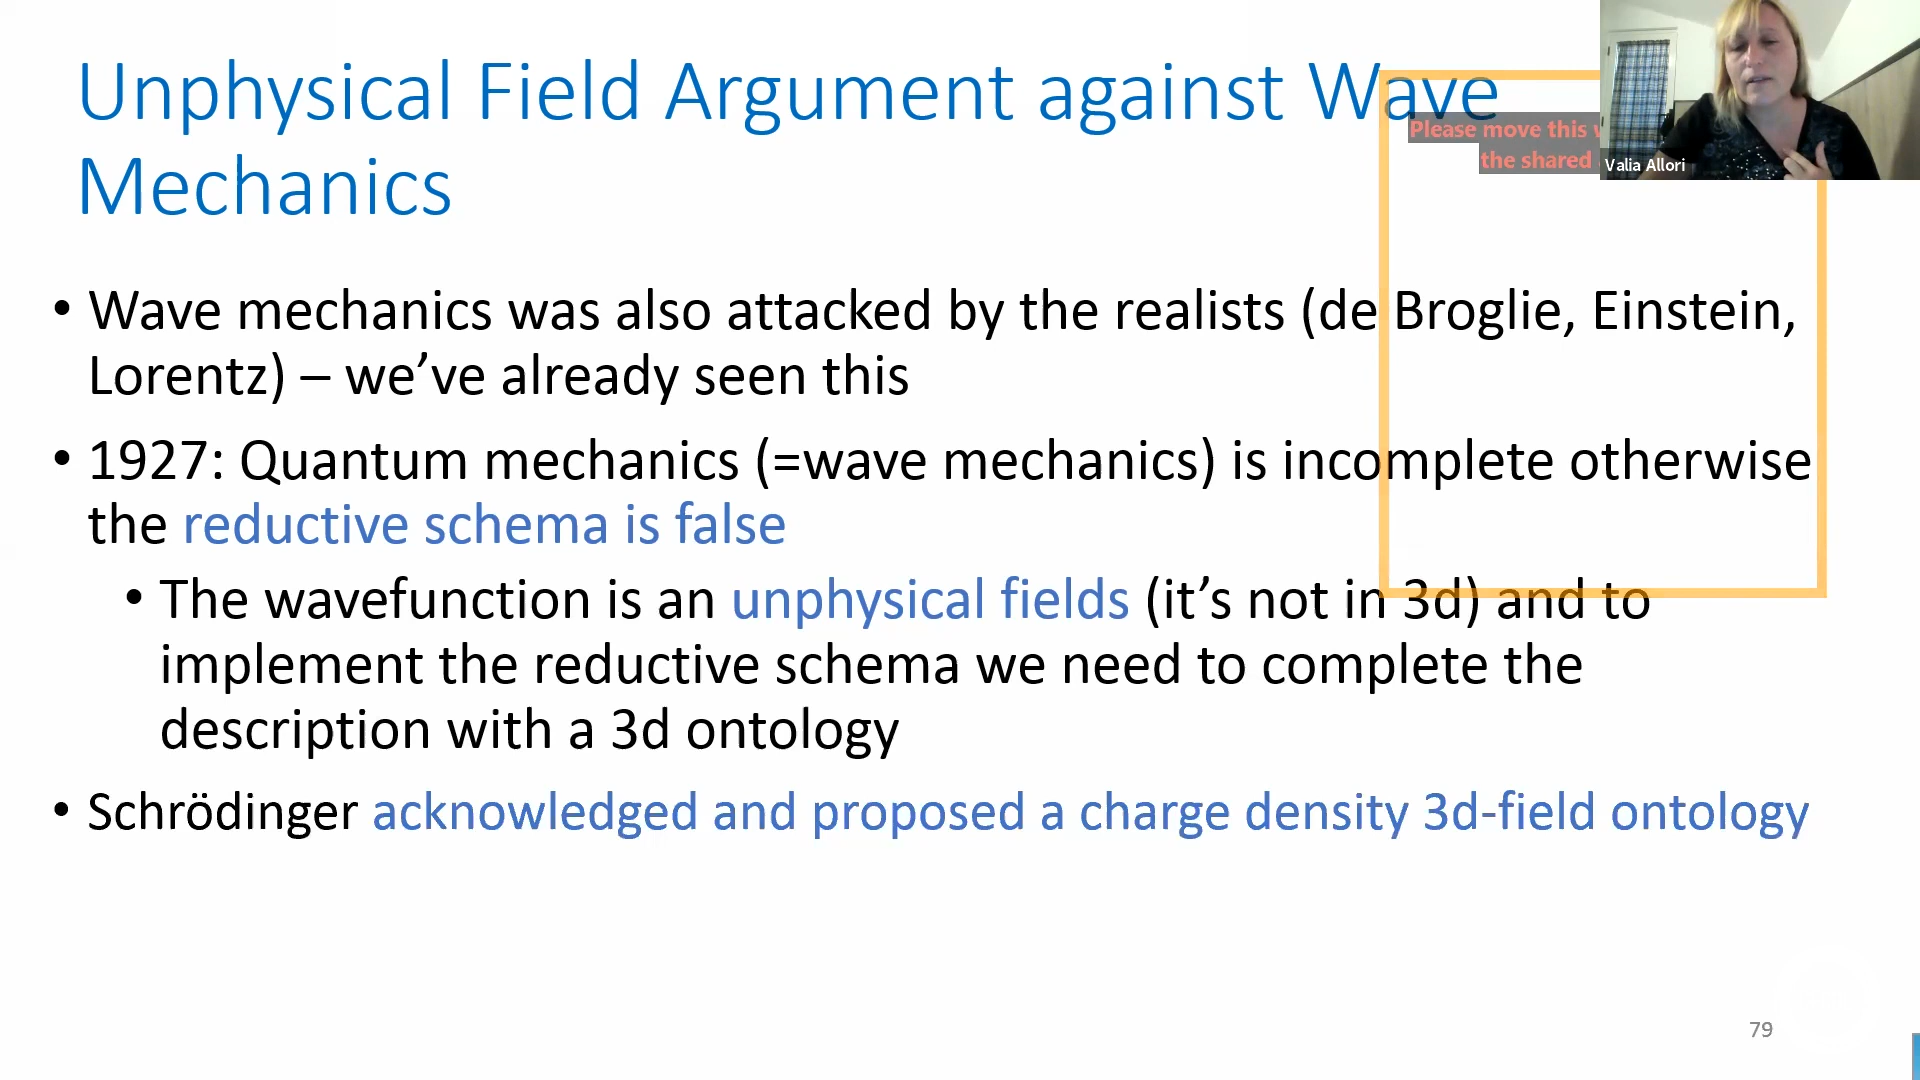 Unphysical Field Argument against Wave
Mechanics
Please move this
the shared
Valia Allori
• Wave mechanics was also attacked by the realists (de Broglie, Einstein,
Lorentz) – we’ve already seen this
• 1927: Quantum mechanics (=wave mechanics) is incomplete otherwise
the reductive schema is false
• The wavefunction is an unphysical fields (it’s not in 3d) and to
implement the reductive schema we need to complete the
description with a 3d ontology
• Schrödinger acknowledged and proposed a charge density 3d-field ontology
79